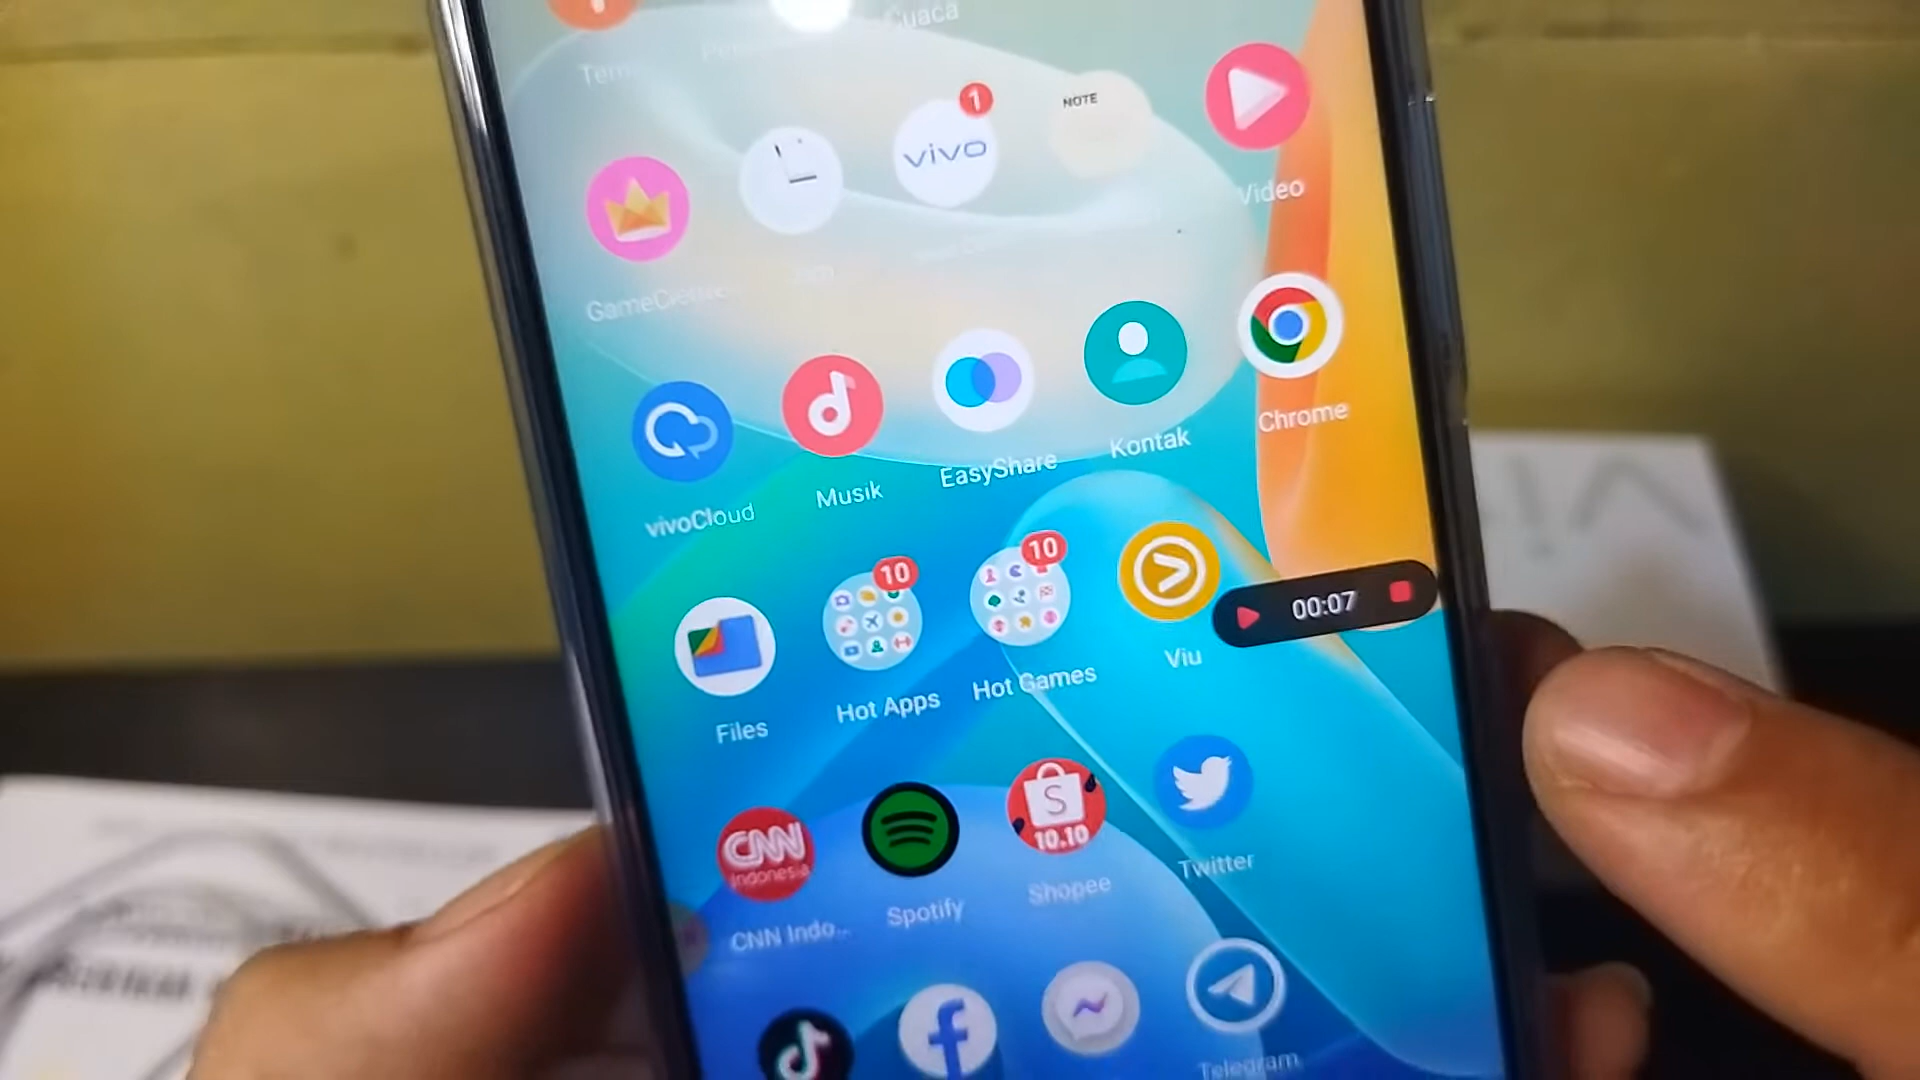 Cuaca
NOTE
1
vivo
Video
GameCenter
Chrome
Kontak
EasyShare
Musik
vivoCloud
10
10
00:07
Viu
Hot Games
Hot Apps
Files
S
10.10
CNN
Indonesia
Twitter
Shopee
Spotify
CNN Indo...
Telegram